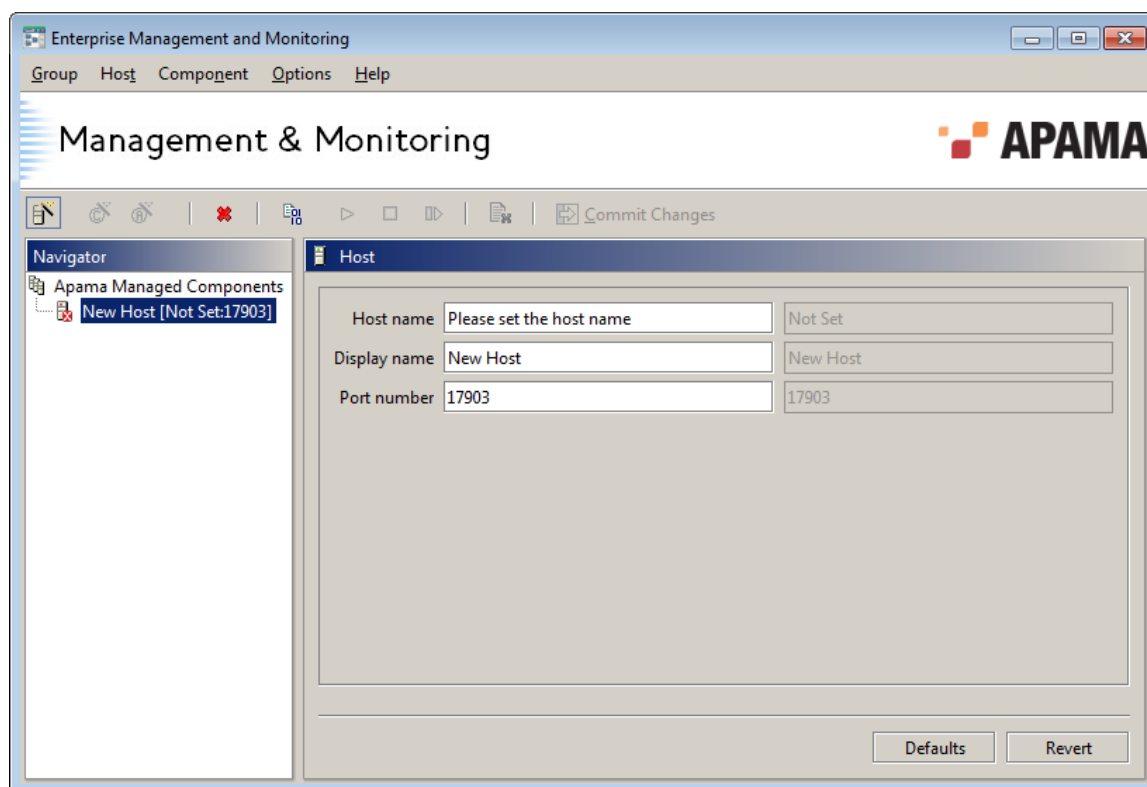 Enterprise Management and Monitoring
Group Host Component Options Help
Management & Monitoring
APAMA
Commit Changes
Navigator
Apama Managed Components
New Host [Not Set:17903]
Host
Host name Please set the host name Not Set
Display name New Host New Host
Port number 17903 17903
Defaults Revert